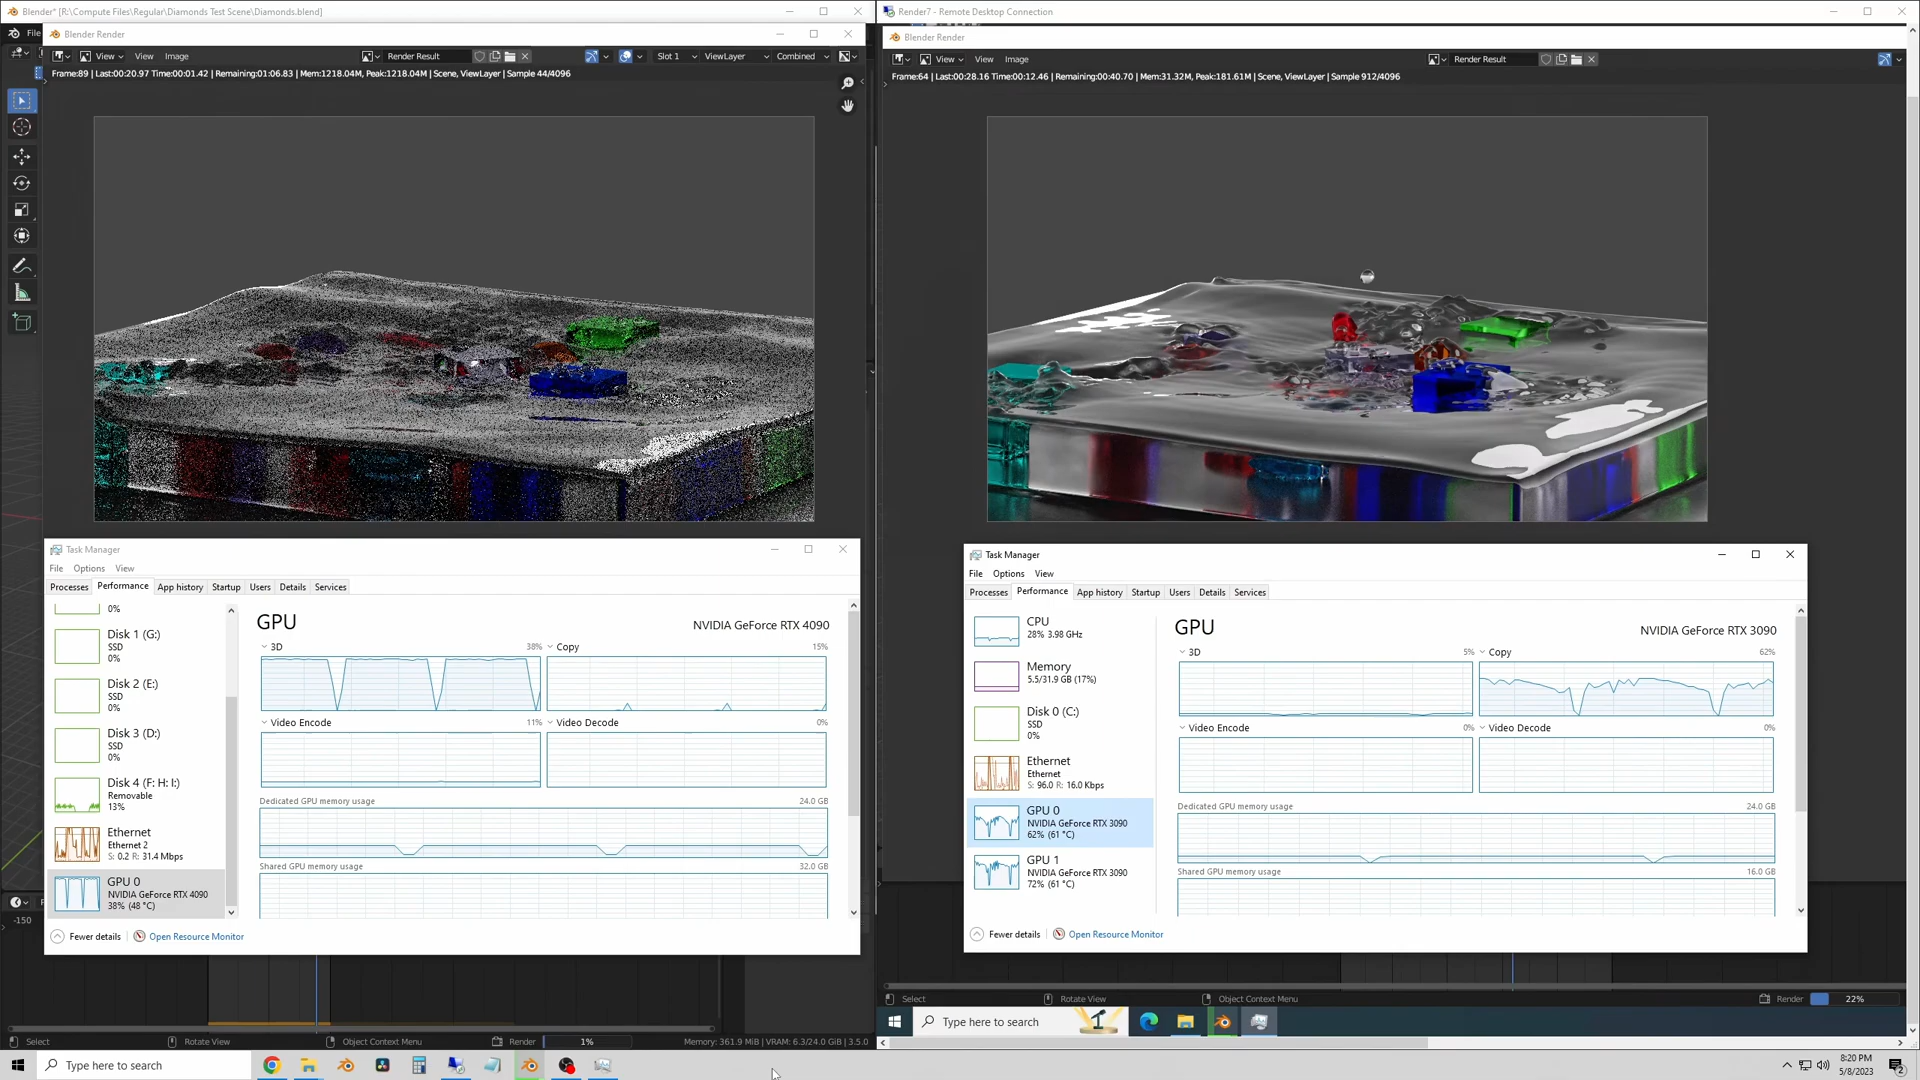 Blender* [R:\Compute Files\Regular\Diamonds Test Scene\Diamonds.blend]
File
Blender Render
View
View
Image
Render Result
Slot 1
ViewLayer
Combined
Frame:89 | Last:00:20.97 Time:00:01.42 | Remaining:01:06.83 | Mem:1218.04M, Peak:1218.04M | Scene, ViewLayer | Sample 44/4096
Task Manager
File
Options
View
Processes
Performance
App history
Startup
Users
Details
Services
0%
Disk 1 (G:)
SSD
0%
Disk 2 (E:)
SSD
0%
Disk 3 (D:)
SSD
0%
Disk 4 (F: H: I:)
Removable
13%
Ethernet
Ethernet 2
S: 0.2 R: 31.4 Mbps
GPU 0
NVIDIA GeForce RTX 4090
38% (48 °C)
GPU
NVIDIA GeForce RTX 4090
3D
38%
Copy
15%
Video Encode
11%
Video Decode
0%
Dedicated GPU memory usage
24.0 GB
Shared GPU memory usage
32.0 GB
Fewer details
Open Resource Monitor
-150
Select
Rotate View
Object Context Menu
Render
1%
Memory: 361.9 MiB | VRAM: 6.3/24.0 GiB | 3.5.0
Render7 - Remote Desktop Connection
Blender Render
View
View
Image
Render Result
Frame:64 | Last:00:28.16 Time:00:12.46 | Remaining:00:40.70 | Mem:31.32M, Peak:181.61M | Scene, ViewLayer | Sample 912/4096
Task Manager
File
Options
View
Processes
Performance
App history
Startup
Users
Details
Services
CPU
28% 3.98 GHz
Memory
5.5/31.9 GB (17%)
Disk 0 (C:)
SSD
0%
Ethernet
Ethernet
S: 96.0 R: 16.0 Kbps
GPU 0
NVIDIA GeForce RTX 3090
62% (61 °C)
GPU 1
NVIDIA GeForce RTX 3090
72% (61 °C)
GPU
NVIDIA GeForce RTX 3090
3D
5%
Copy
62%
Video Encode
0%
Video Decode
0%
Dedicated GPU memory usage
24.0 GB
Shared GPU memory usage
16.0 GB
Fewer details
Open Resource Monitor
Select
Rotate View
Object Context Menu
Render
22%
Type here to search
Type here to search
8:20 PM
5/8/2023
2